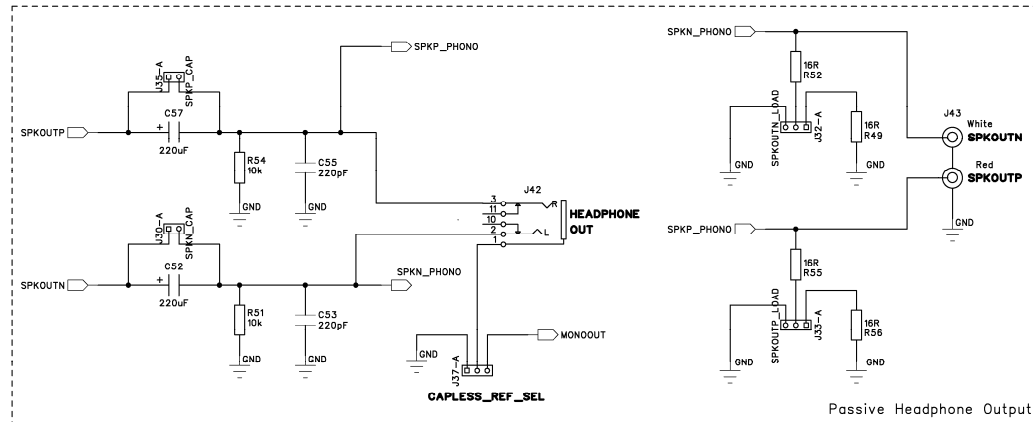 SPKP_PHONO
J35-A
SPKP_CAP
C57
SPKOUTP
+
220uF
R54
10k
C55
220pF
GND
GND
J30-A
SPKN_CAP
C52
SPKOUTN
+
220uF
R51
10k
C53
220pF
GND
GND
SPKN_PHONO
J42
3
11
10
2
1
R
L
HEADPHONE
OUT
MONOOUT
GND
J37-A
CAPLESS_REF_SEL
SPKN_PHONO
16R
R52
SPKOUTN_LOAD
J32-A
16R
R49
GND
GND
J43
White
SPKOUTN
Red
SPKOUTP
GND
SPKP_PHONO
16R
R55
SPKOUTP_LOAD
J33-A
16R
R56
GND
GND
Passive Headphone Output